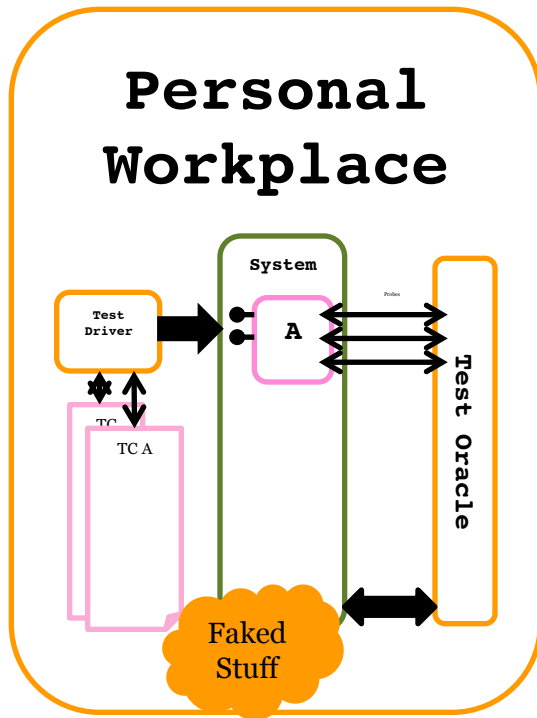 Personal
Workplace
System
Probes
Test
Driver
A
Test Oracle
TC
TC A
Faked
Stuff